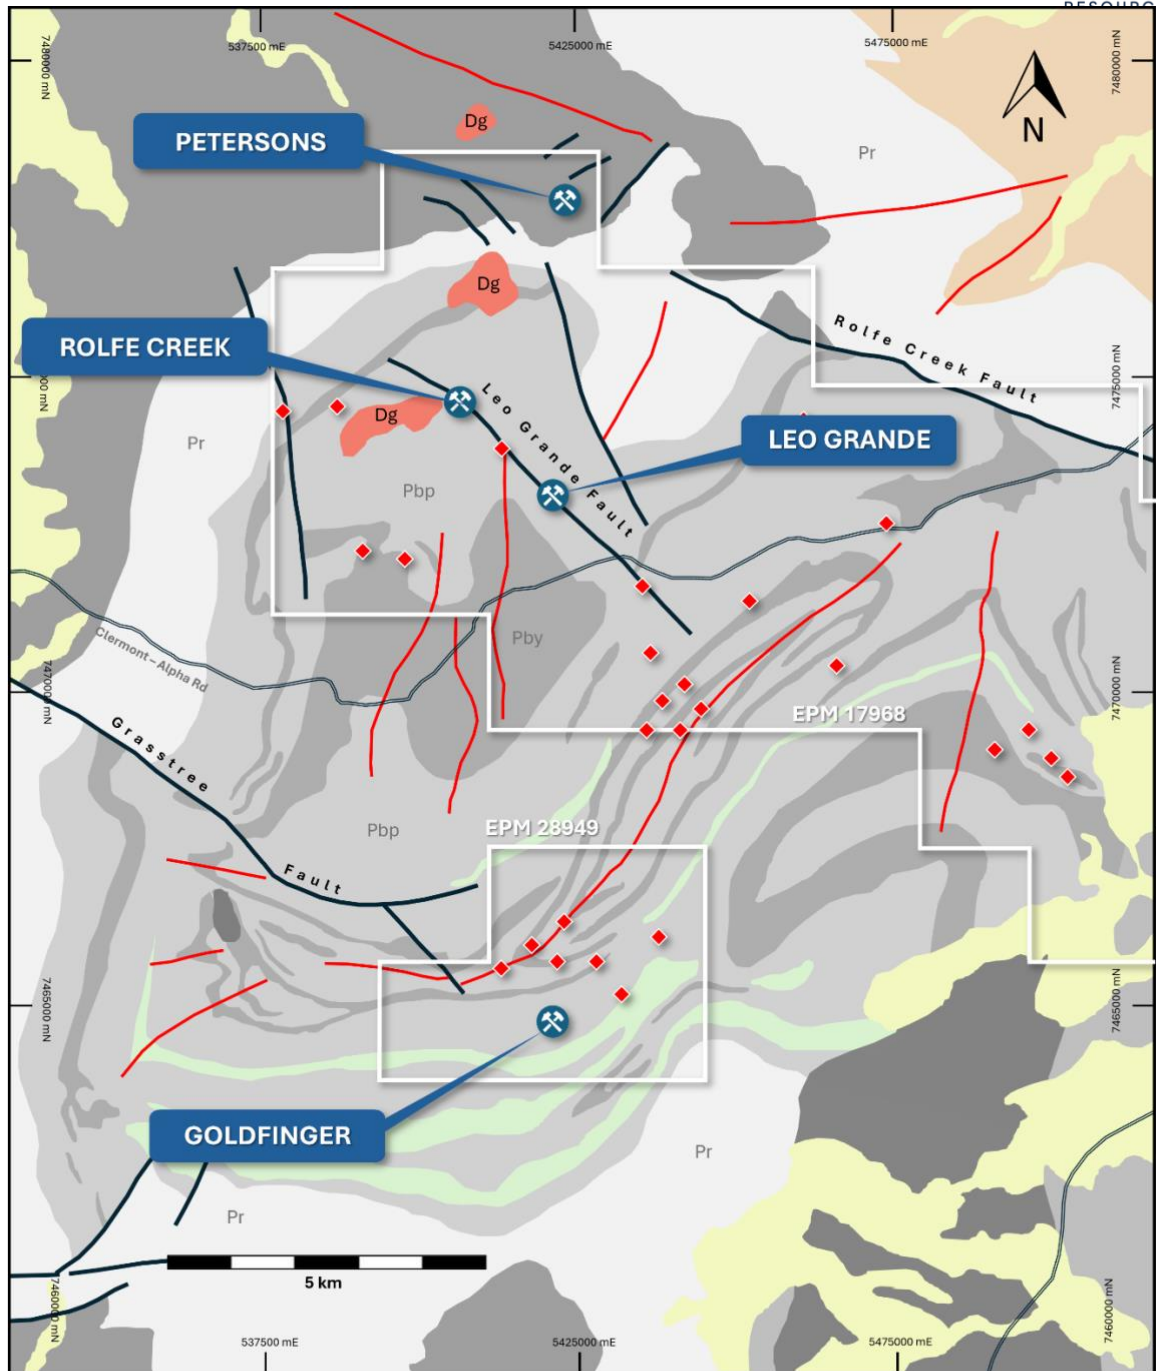 537500 mE
5425000 mE
5475000 mE
7480000 mN
7480000 mN
N
Dg
PETERSONS
Pr
Dg
Rolfe Creek Fault
ROLFE CREEK
7475000 mN
Leo Grande Fault
Dg
LEO GRANDE
Pr
Pbp
Pby
Clermont – Alpha Rd
7470000 mN
7470000 mN
EPM 17968
Grasstree
Fault
Pbp
EPM 28949
7465000 mN
7465000 mN
GOLDFINGER
Pr
Pr
5 km
7460000 mN
7460000 mN
537500 mE
5425000 mE
5475000 mE